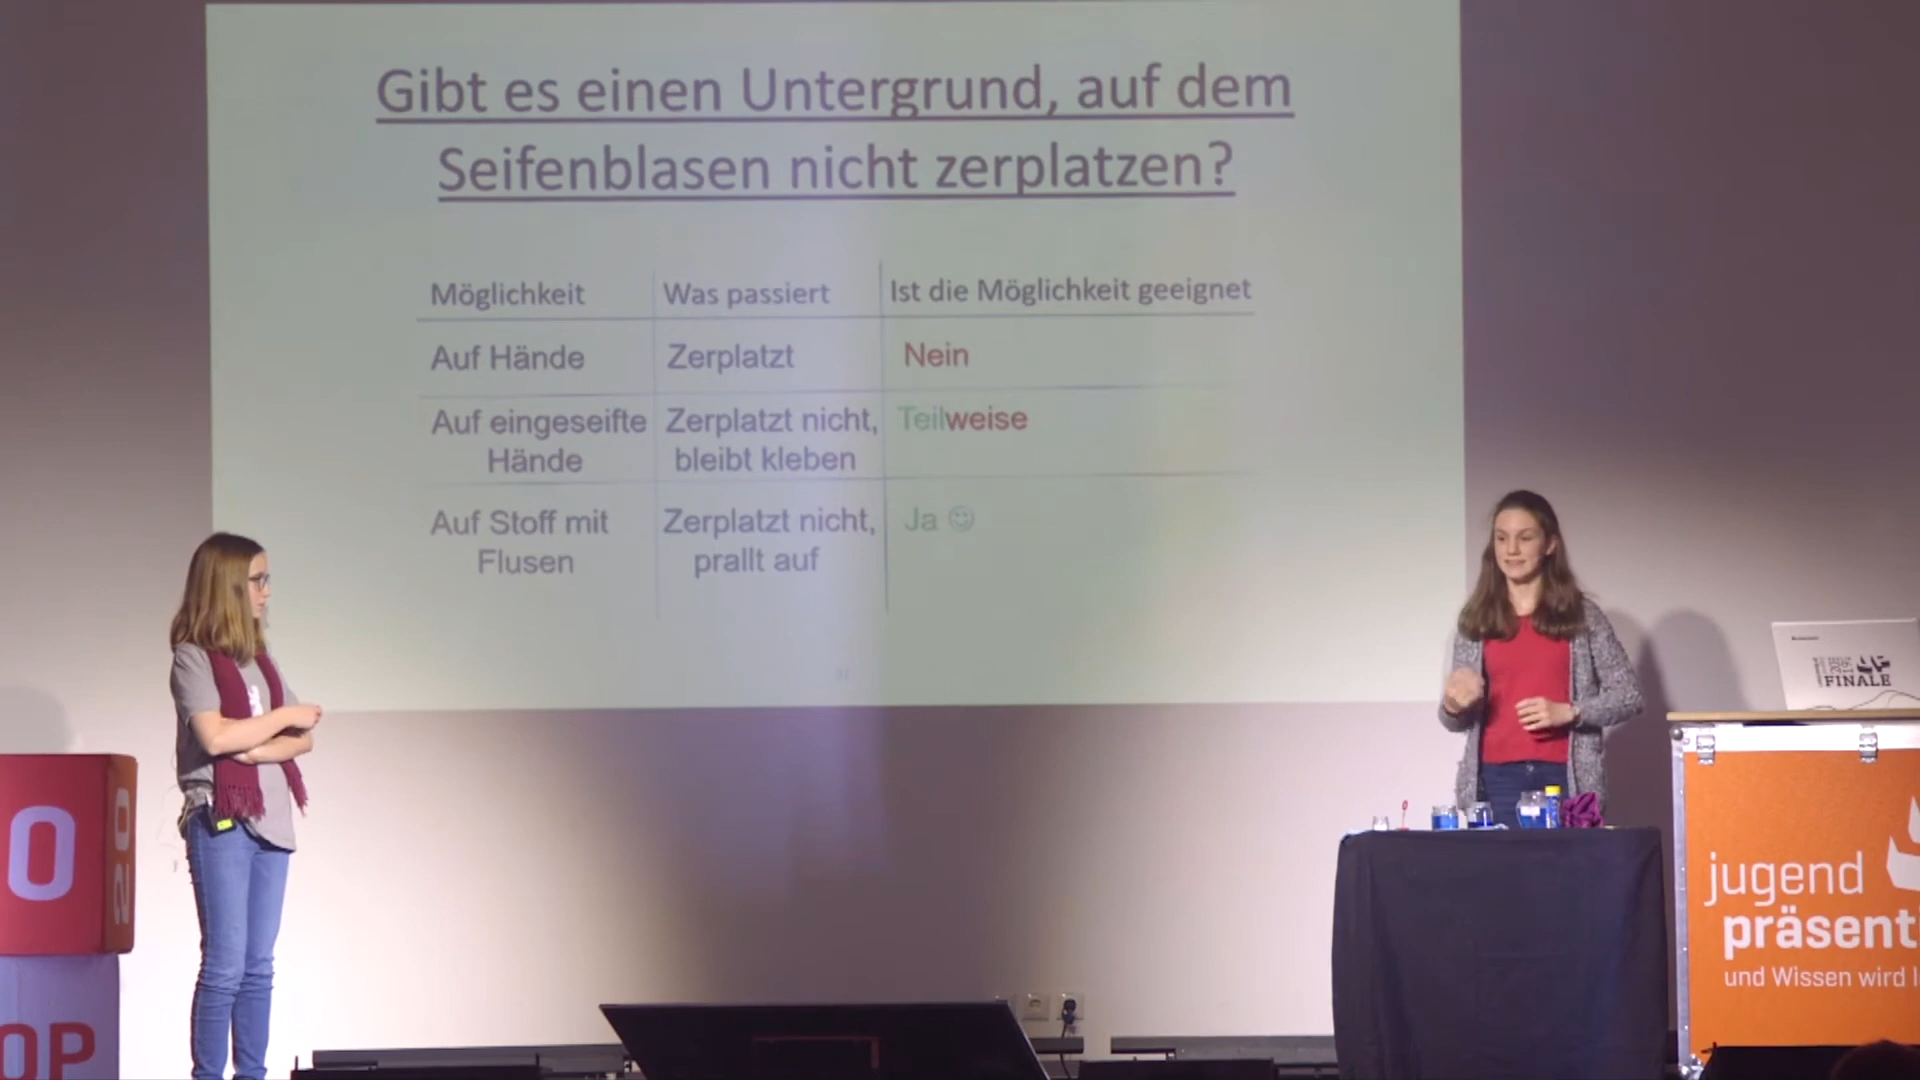 Gibt es einen Untergrund, auf dem
Seifenblasen nicht zerplatzen?
Möglichkeit Was passiert Ist die Möglichkeit geeignet
Auf Hände Zerplatzt Nein
Auf eingeseifte Zerplatzt nicht, Teilweise
Hände bleibt kleben
Auf Stoff mit Zerplatzt nicht, Ja ☺
Flusen prallt auf
FINALE
O
20
OP
jugend
präsent
und Wissen wird